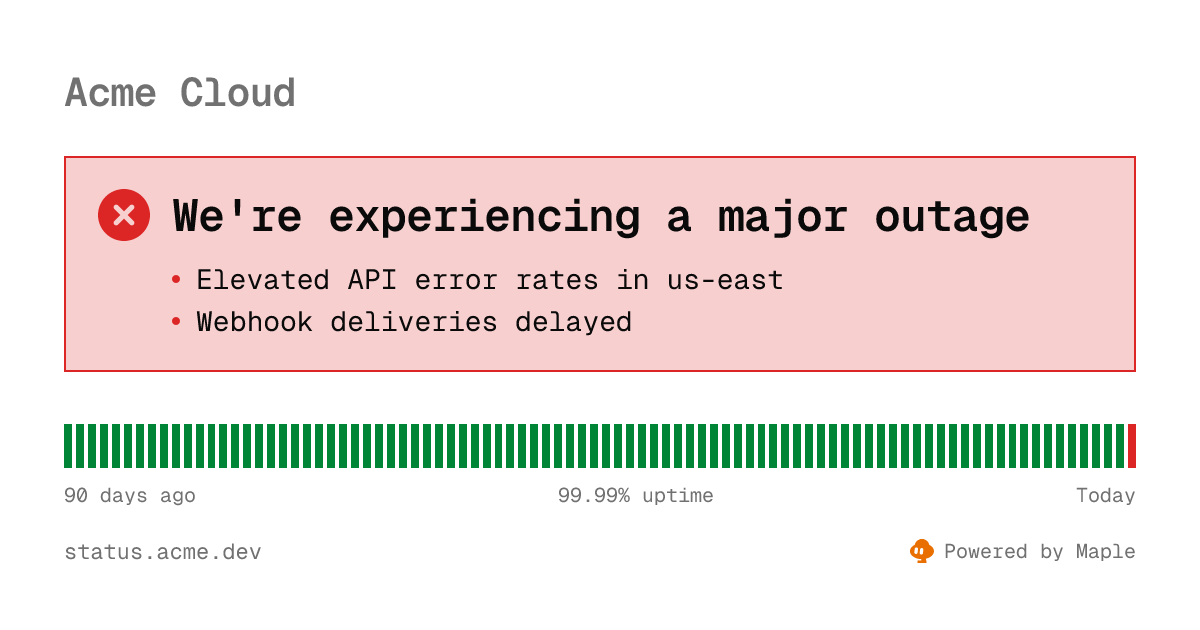 Acme Cloud
We're experiencing a major outage
• Elevated API error rates in us-east
• Webhook deliveries delayed
90 days ago
99.99% uptime
Today
status.acme.dev
Powered by Maple